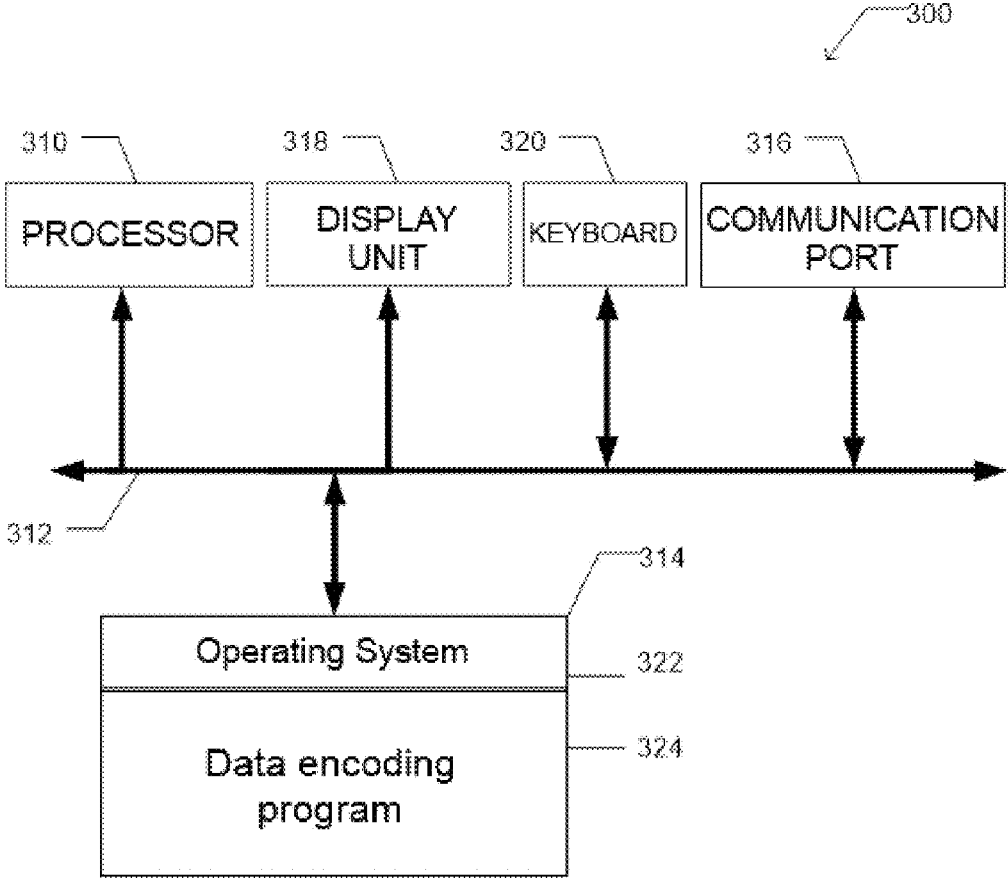 300
310
318
320
316
PROCESSOR
DISPLAY
UNIT
KEYBOARD
COMMUNICATION
PORT
312
314
Operating System
322
Data encoding
program
324